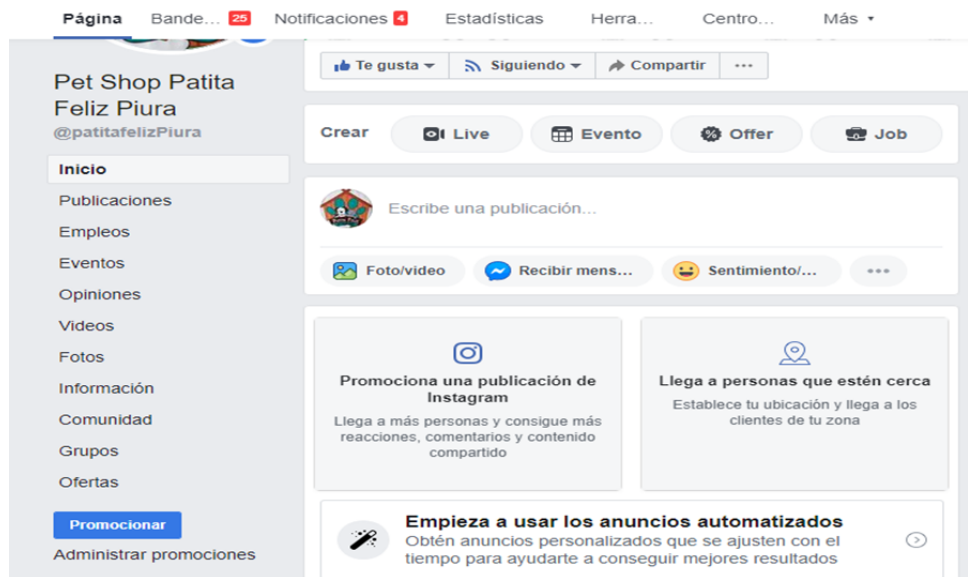 Página Bande... 25 Notificaciones 4 Estadísticas Herra... Centro... Más
Pet Shop Patita
Feliz Piura
@patitafelizPiura
Inicio
Publicaciones
Empleos
Eventos
Opiniones
Videos
Fotos
Información
Comunidad
Grupos
Ofertas
Promocionar
Administrar promociones
Te gusta Siguiendo Compartir ...
Crear Live Evento Offer Job
Escribe una publicación...
Foto/video Recibir mens... Sentimiento/... ...
Promociona una publicación de
Instagram
Llega a más personas y consigue más
reacciones, comentarios y contenido
compartido
Llega a personas que estén cerca
Establece tu ubicación y llega a los
clientes de tu zona
Empieza a usar los anuncios automatizados
Obtén anuncios personalizados que se ajusten con el
tiempo para ayudarte a conseguir mejores resultados